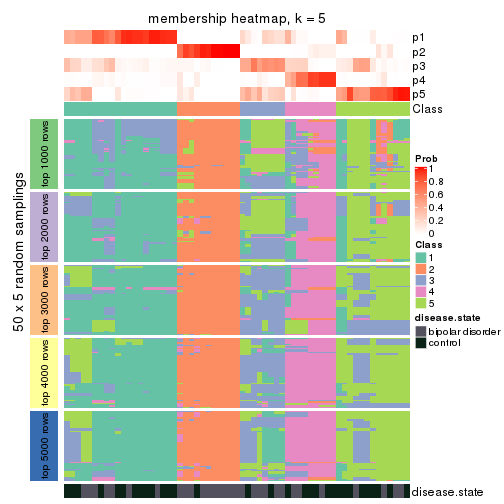 membership heatmap, k = 5
p1
p2
p3
p4
p5
Class
50 x 5 random samplings
top 1000 rows
top 2000 rows
top 3000 rows
top 4000 rows
top 5000 rows
Prob
1
0.8
0.6
0.4
0.2
0
Class
1
2
3
4
5
disease.state
bipolar disorder
control
disease.state